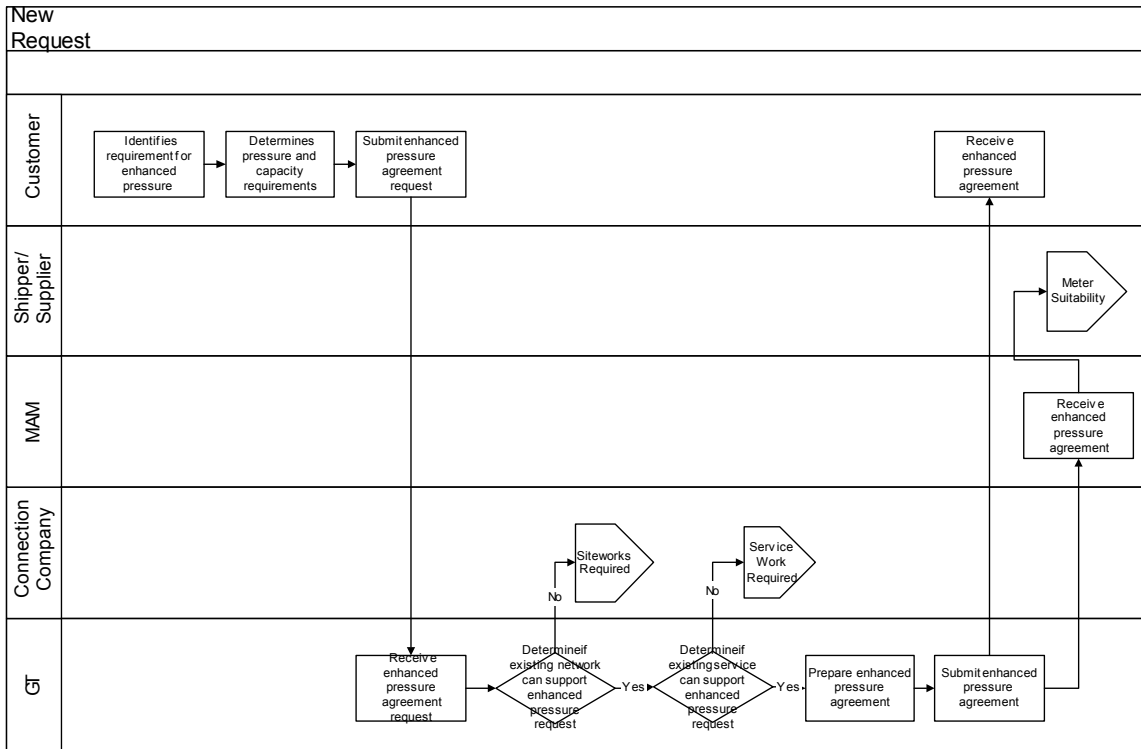 New
Request
Customer
Identifies
requirement for
enhanced
pressure
Determines
pressure and
capacity
requirements
Submit enhanced
pressure
agreement
request
Receive
enhanced
pressure
agreement
Shipper/
Supplier
Meter
Suitability
MAM
Receive
enhanced
pressure
agreement
Connection
Company
Siteworks
Required
Service
Work
Required
No
No
GT
Receive
enhanced
pressure
agreement
request
Determine if
existing network
can support
enhanced
pressure
request
Yes
Determine if
existing service
can support
enhanced
pressure request
Yes
Prepare enhanced
pressure
agreement
Submit enhanced
pressure
agreement